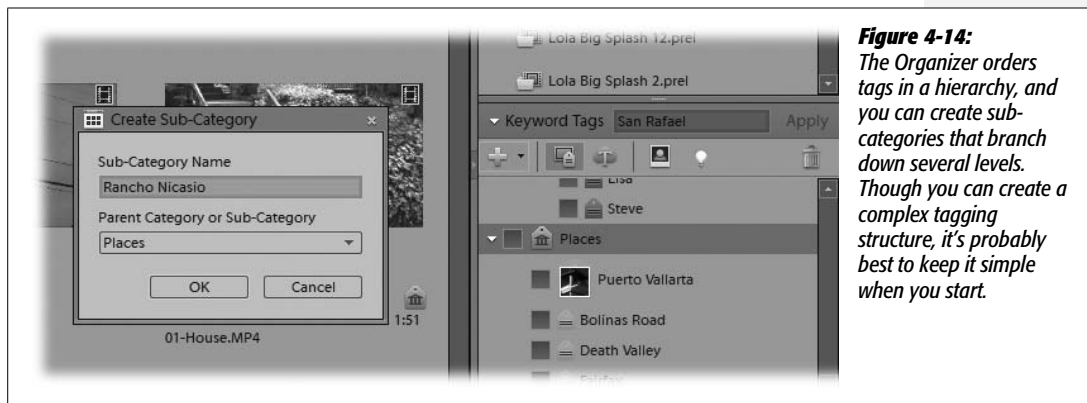 Lola Big Splash 12.prel
Lola Big Splash 2.prel
Create Sub-Category
Sub-Category Name
Rancho Nicasio
Parent Category or Sub-Category
Places
OK
Cancel
1:51
01-House.MP4
Keyword Tags
San Rafael
Apply
Lisa
Steve
Places
Puerto Vallarta
Bolinas Road
Death Valley
Fairfax
Figure 4-14:
The Organizer orders
tags in a hierarchy, and
you can create sub-
categories that branch
down several levels.
Though you can create a
complex tagging
structure, it's probably
best to keep it simple
when you start.